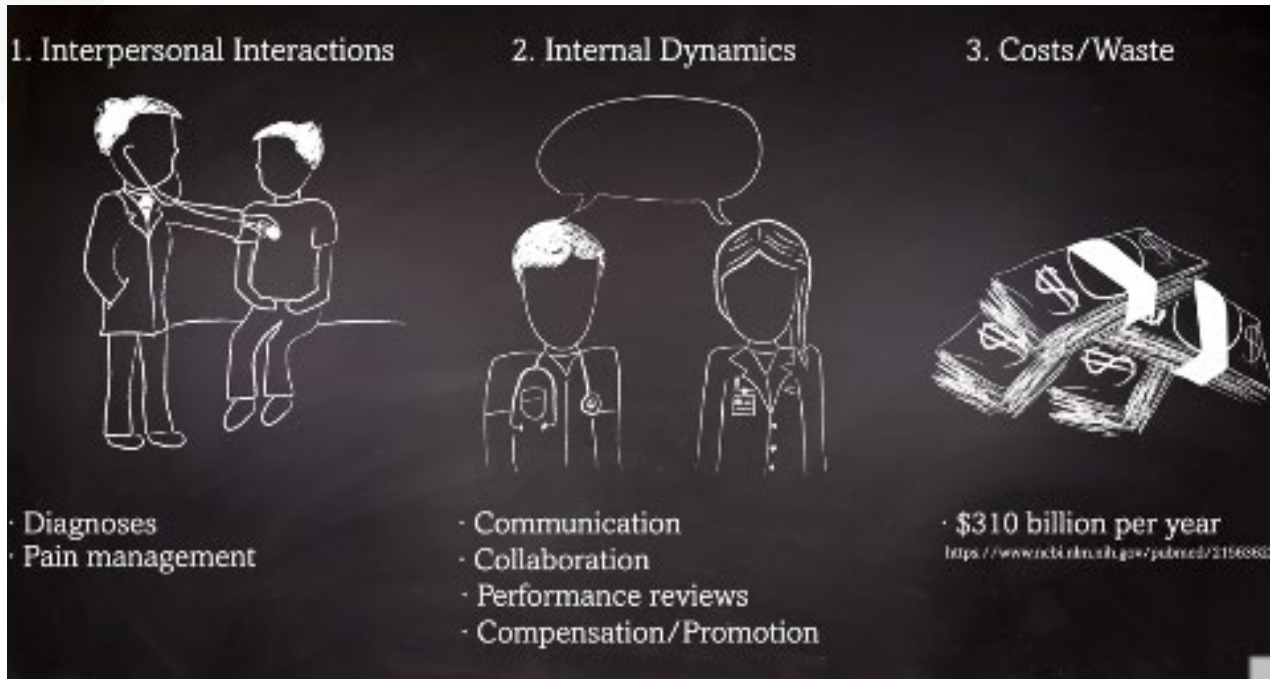 1. Interpersonal Interactions
· Diagnoses
· Pain management
2. Internal Dynamics
· Communication
· Collaboration
· Performance reviews
· Compensation/Promotion
3. Costs/Waste
· $310 billion per year